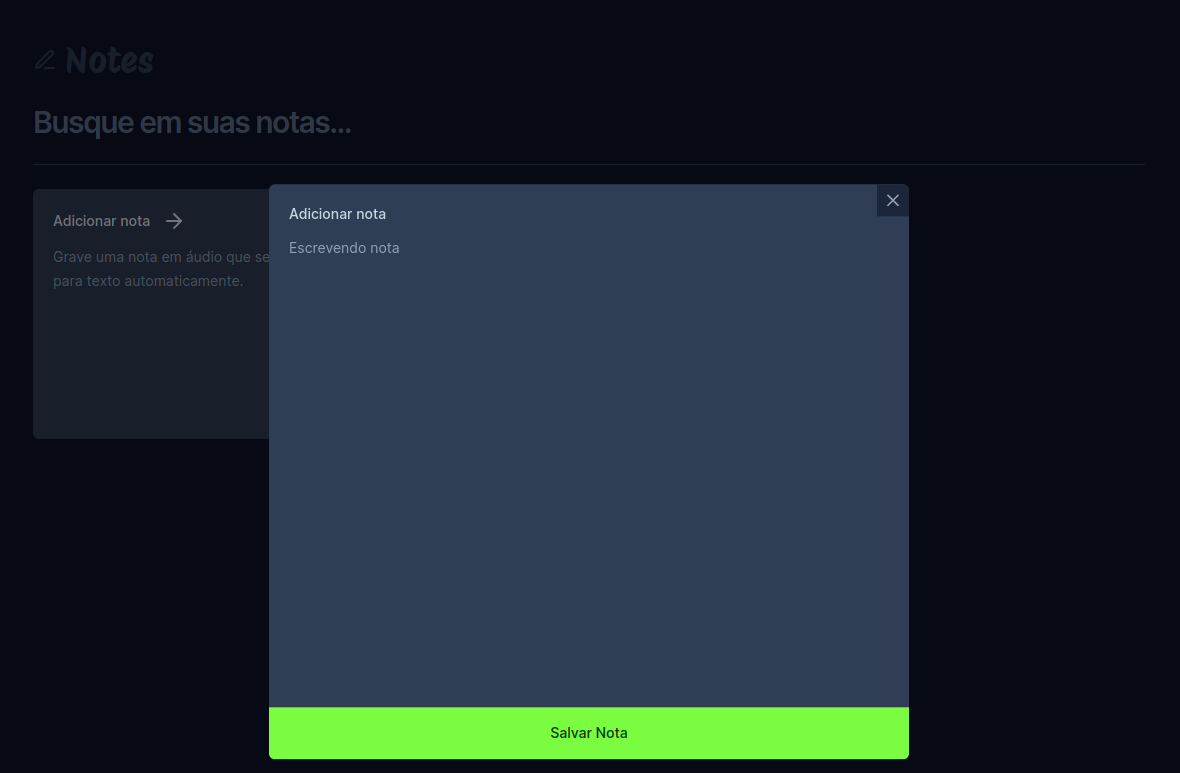 Notes
Busque em suas notas...
Adicionar nota
Grave uma nota em áudio que se
para texto automaticamente.
Adicionar nota
Escrevendo nota
Salvar Nota